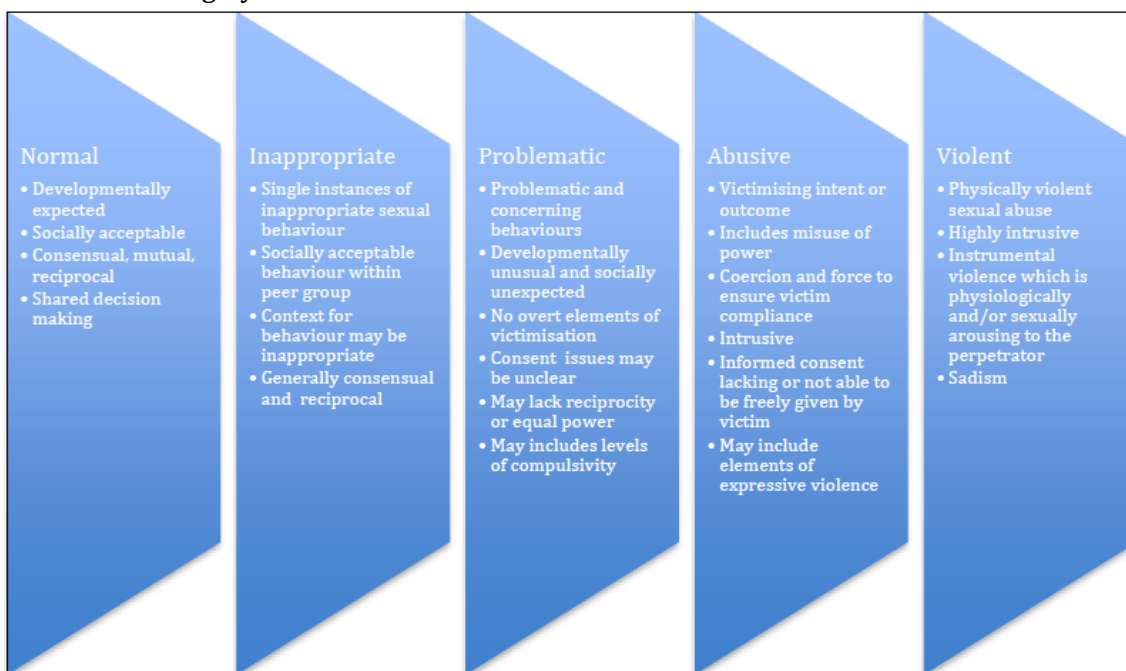 Normal
• Developmentally
expected
• Socially acceptable
• Consensual, mutual,
reciprocal
• Shared decision
making
Inappropriate
• Single instances of
inappropriate sexual
behaviour
• Socially acceptable
behaviour within
peer group
• Context for
behaviour may be
inappropriate
• Generally consensual
and reciprocal
Problematic
• Problematic and
concerning
behaviours
• Developmentally
unusual and socially
unexpected
• No overt elements of
victimisation
• Consent issues may
be unclear
• May lack reciprocity
or equal power
• May includes levels
of compulsivity
Abusive
• Victimising intent or
outcome
• Includes misuse of
power
• Coercion and force to
ensure victim
compliance
• Intrusive
• Informed consent
lacking or not able to
be freely given by
victim
• May include
elements of
expressive violence
Violent
• Physically violent
sexual abuse
• Highly intrusive
• Instrumental
violence which is
physiologically
and/or sexually
arousing to the
perpetrator
• Sadism